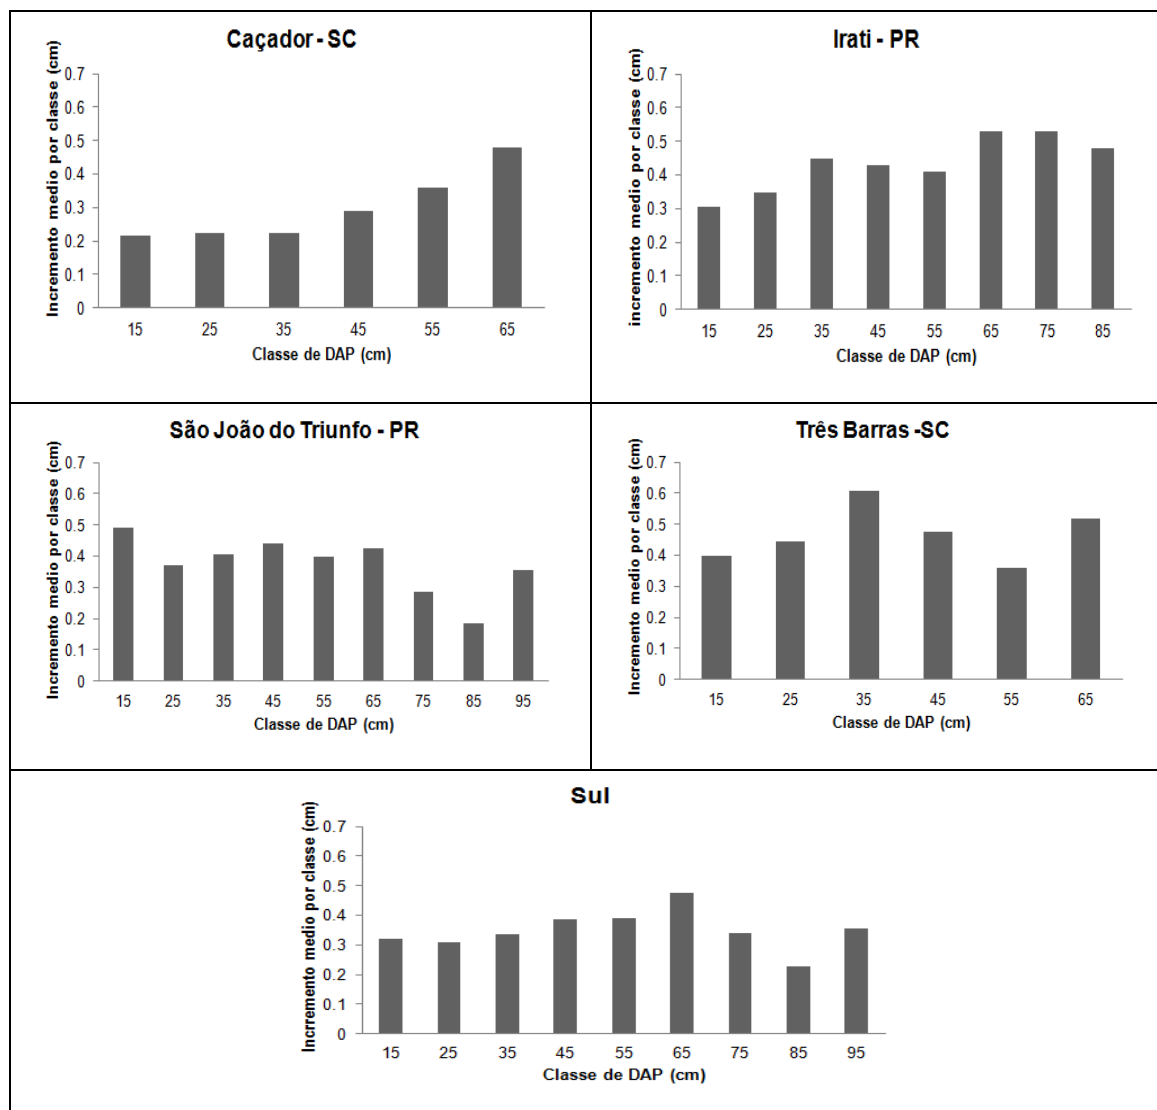 Caçador - SC
Incremento medio por classe (cm)
0.7
0.6
0.5
0.4
0.3
0.2
0.1
0
15 25 35 45 55 65
Classe de DAP (cm)
Irati - PR
incremento medio por classe (cm)
0.7
0.6
0.5
0.4
0.3
0.2
0.1
0
15 25 35 45 55 65 75 85
Classe de DAP (cm)
São João do Triunfo - PR
Incremento medio por classe (cm)
0.7
0.6
0.5
0.4
0.3
0.2
0.1
0
15 25 35 45 55 65 75 85 95
Classe de DAP (cm)
Três Barras -SC
Incremento medio por classe (cm)
0.7
0.6
0.5
0.4
0.3
0.2
0.1
0
15 25 35 45 55 65
Classe de DAP (cm)
Sul
Incrremento medio por classe (cm)
0.7
0.6
0.5
0.4
0.3
0.2
0.1
0
15 25 35 45 55 65 75 85 95
Classe de DAP (cm)